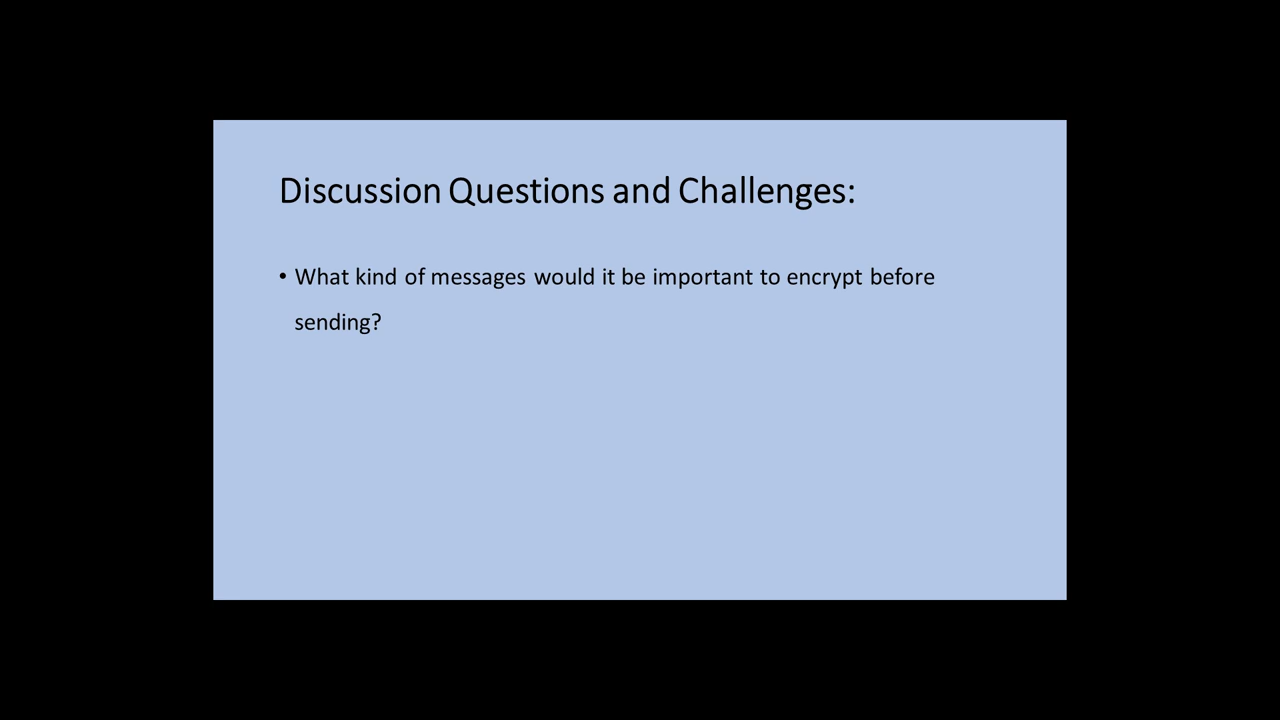 Discussion Questions and Challenges:
• What kind of messages would it be important to encrypt before
sending?